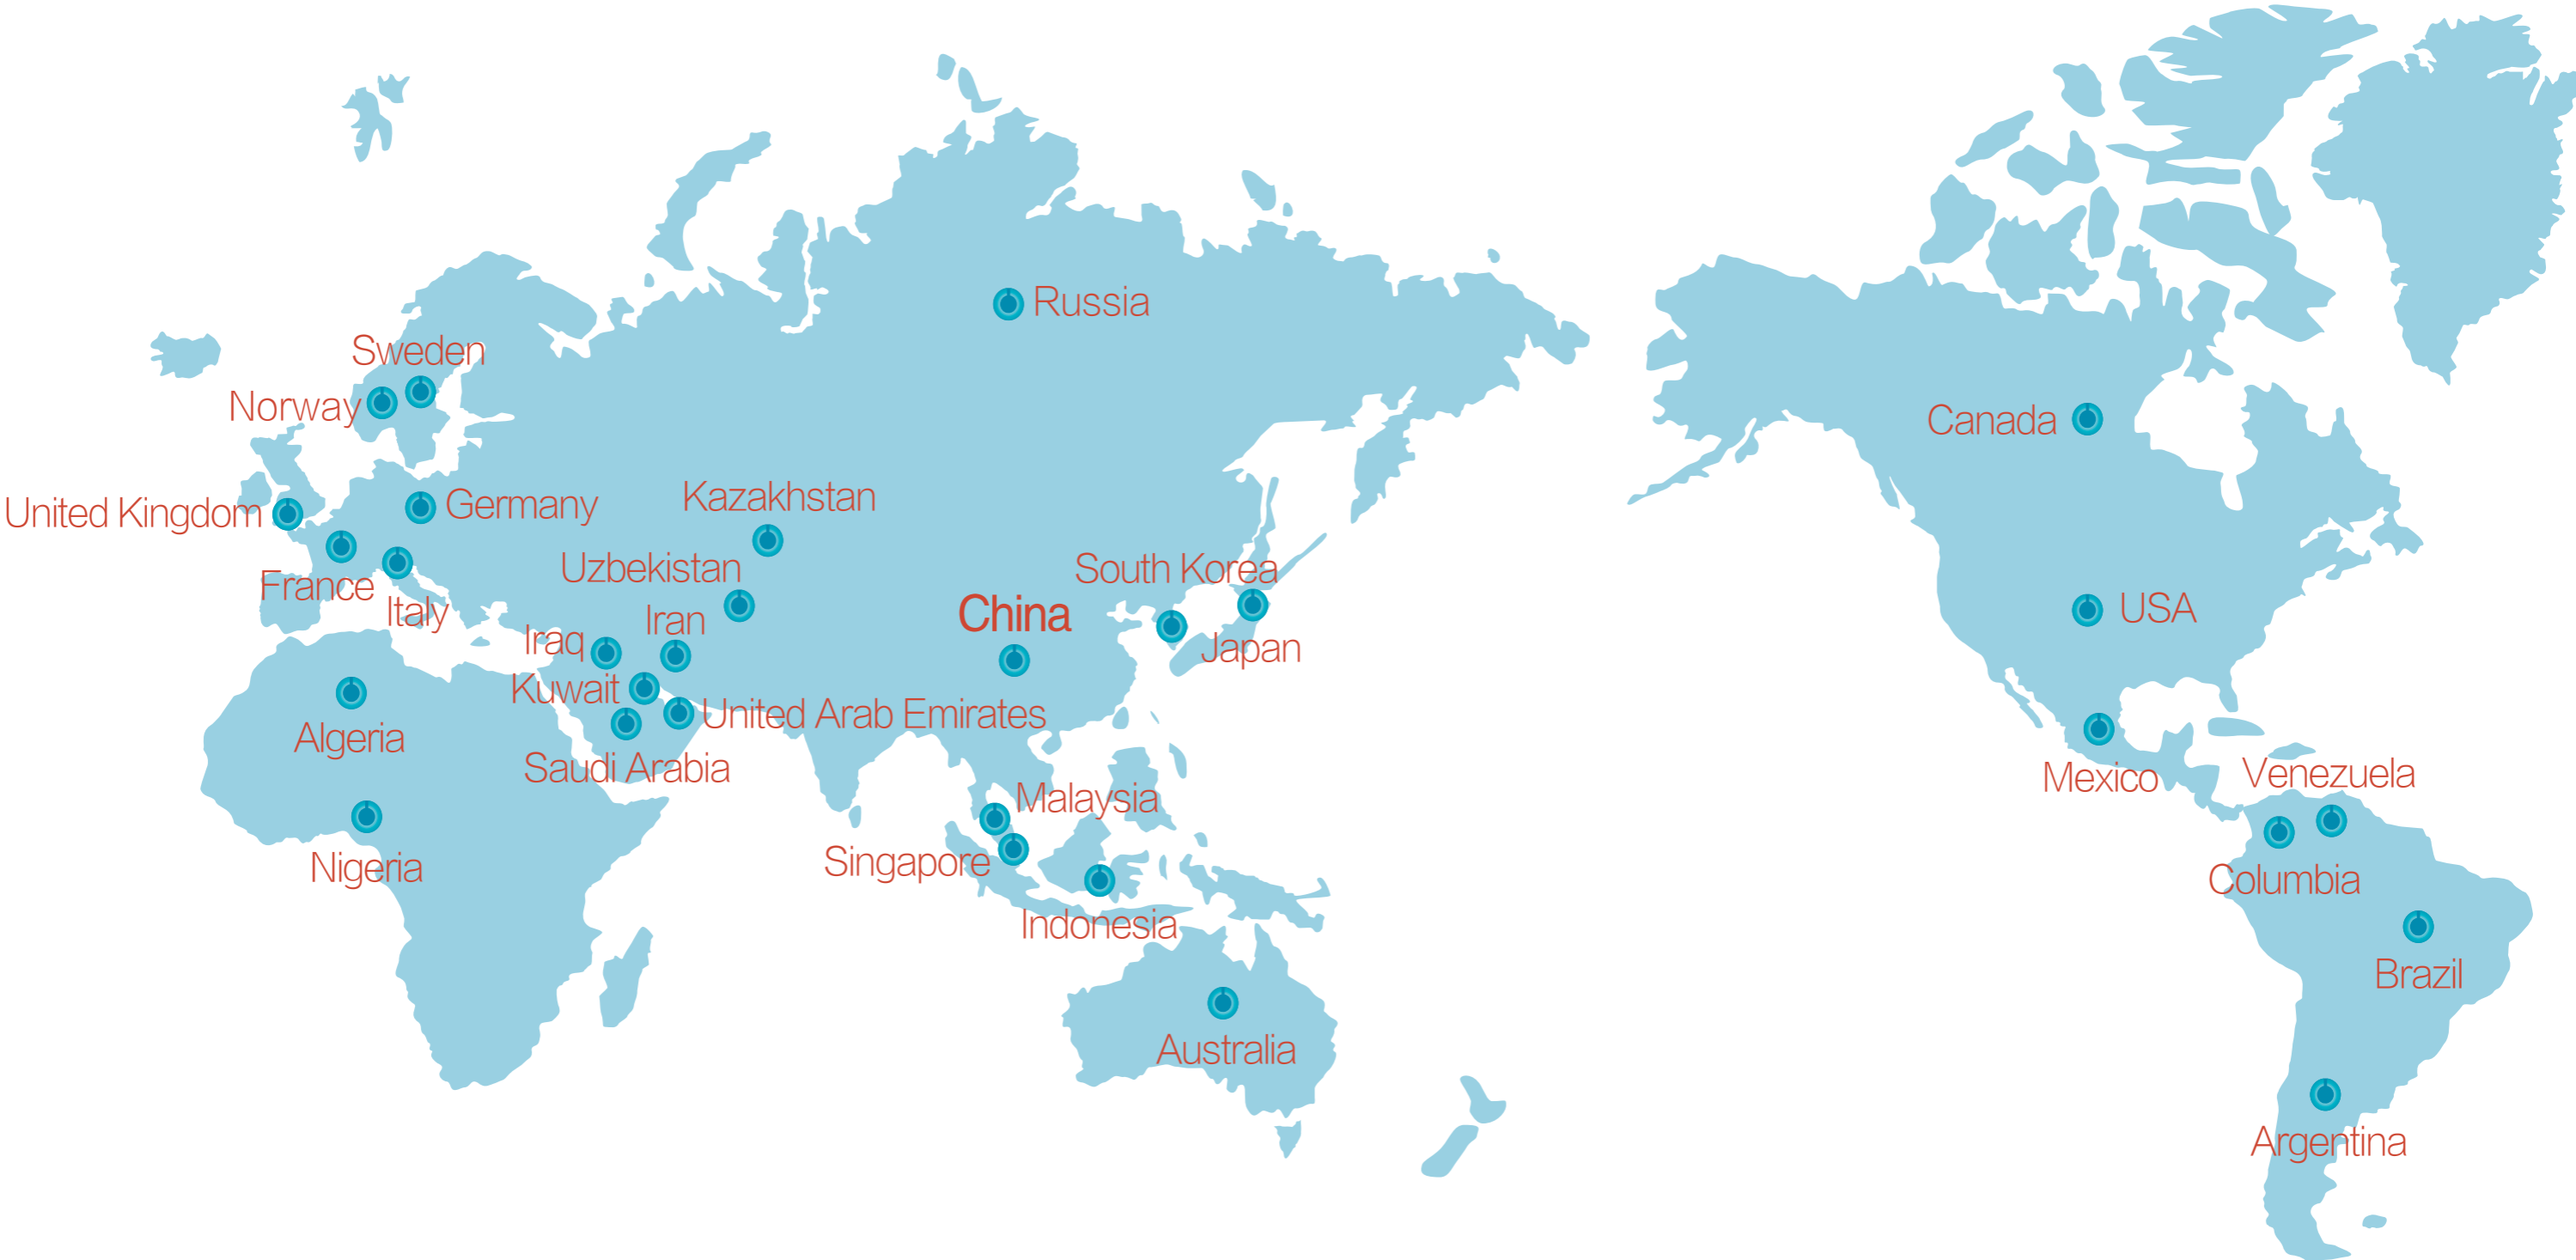 Russia
Sweden
Norway
Canada
United Kingdom
Germany
Kazakhstan
Uzbekistan
South Korea
France
Italy
Iran
China
USA
Iraq
Japan
Kuwait
United Arab Emirates
Algeria
Saudi Arabia
Mexico
Venezuela
Malaysia
Nigeria
Singapore
Columbia
Indonesia
Brazil
Australia
Argentina